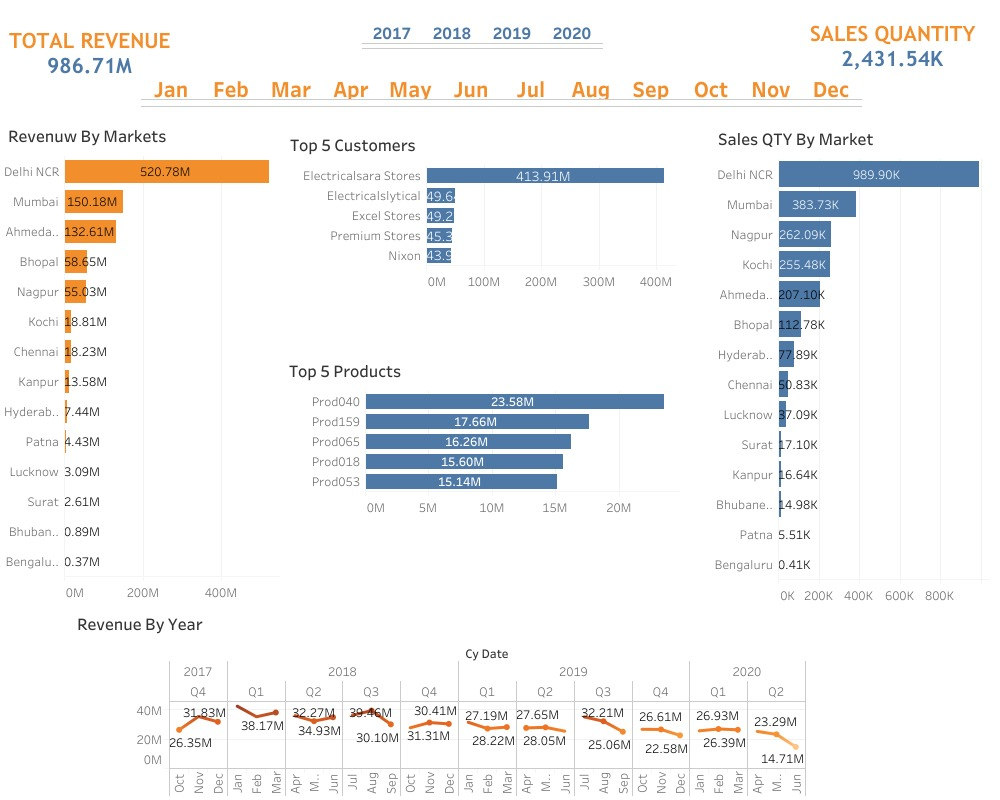 TOTAL REVENUE
986.71M
2017 2018 2019 2020
SALES QUANTITY
2,431.54K
Jan Feb Mar Apr May Jun Jul Aug Sep Oct Nov Dec
Revenuw By Markets
Delhi NCR 520.78M
Mumbai 150.18M
Ahmeda.. 132.61M
Bhopal 58.65M
Nagpur 55.03M
Kochi 18.81M
Chennai 18.23M
Kanpur 13.58M
Hyderab.. 7.44M
Patna 4.43M
Lucknow 3.09M
Surat 2.61M
Bhuban.. 0.89M
Bengalu.. 0.37M
0M 200M 400M
Top 5 Customers
Electricalsara Stores 413.91M
Electricalslytical 49.6
Excel Stores 49.2
Premium Stores 45.3
Nixon 43.9
0M 100M 200M 300M 400M
Top 5 Products
Prod040 23.58M
Prod159 17.66M
Prod065 16.26M
Prod018 15.60M
Prod053 15.14M
0M 5M 10M 15M 20M
Sales QTY By Market
Delhi NCR 989.90K
Mumbai 383.73K
Nagpur 262.09K
Kochi 255.48K
Ahmeda.. 207.10K
Bhopal 112.78K
Hyderab.. 77.89K
Chennai 50.83K
Lucknow 37.09K
Surat 17.10K
Kanpur 16.64K
Bhubane.. 14.98K
Patna 5.51K
Bengaluru 0.41K
0K 200K 400K 600K 800K
Revenue By Year
Cy Date
2017 2018 2019 2020
Q4 Q1 Q2 Q3 Q4 Q1 Q2 Q3 Q4 Q1 Q2
40M
20M
0M
31.83M 32.27M 39.46M 30.41M 27.19M 27.65M 32.21M 26.61M 26.93M 23.29M
26.35M 38.17M 34.93M 30.10M 31.31M 28.22M 28.05M 25.06M 22.58M 26.39M 14.71M
Oct Nov Dec Jan Feb Mar Apr M.. Jun Jul Aug Sep Oct Nov Dec Jan Feb Mar Apr M.. Jun Jul Aug Sep Oct Nov Dec Jan Feb Mar Apr M.. Jun